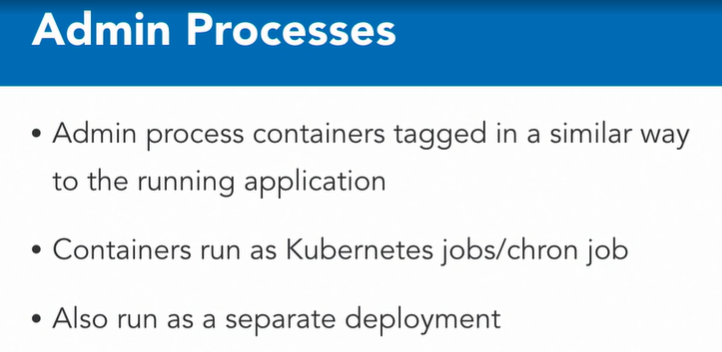 Admin Processes
• Admin process containers tagged in a similar way
to the running application
• Containers run as Kubernetes jobs/chron job
• Also run as a separate deployment